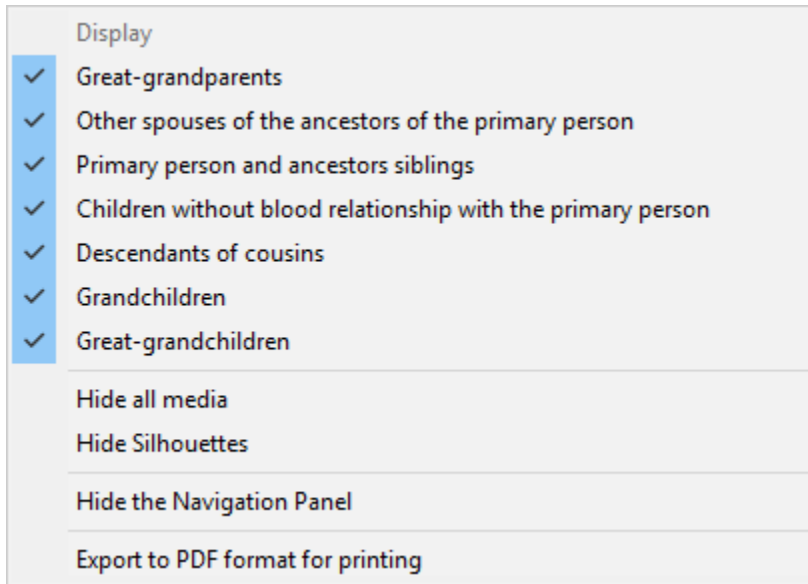 Display
Great-grandparents
Other spouses of the ancestors of the primary person
Primary person and ancestors siblings
Children without blood relationship with the primary person
Descendants of cousins
Grandchildren
Great-grandchildren
Hide all media
Hide Silhouettes
Hide the Navigation Panel
Export to PDF format for printing